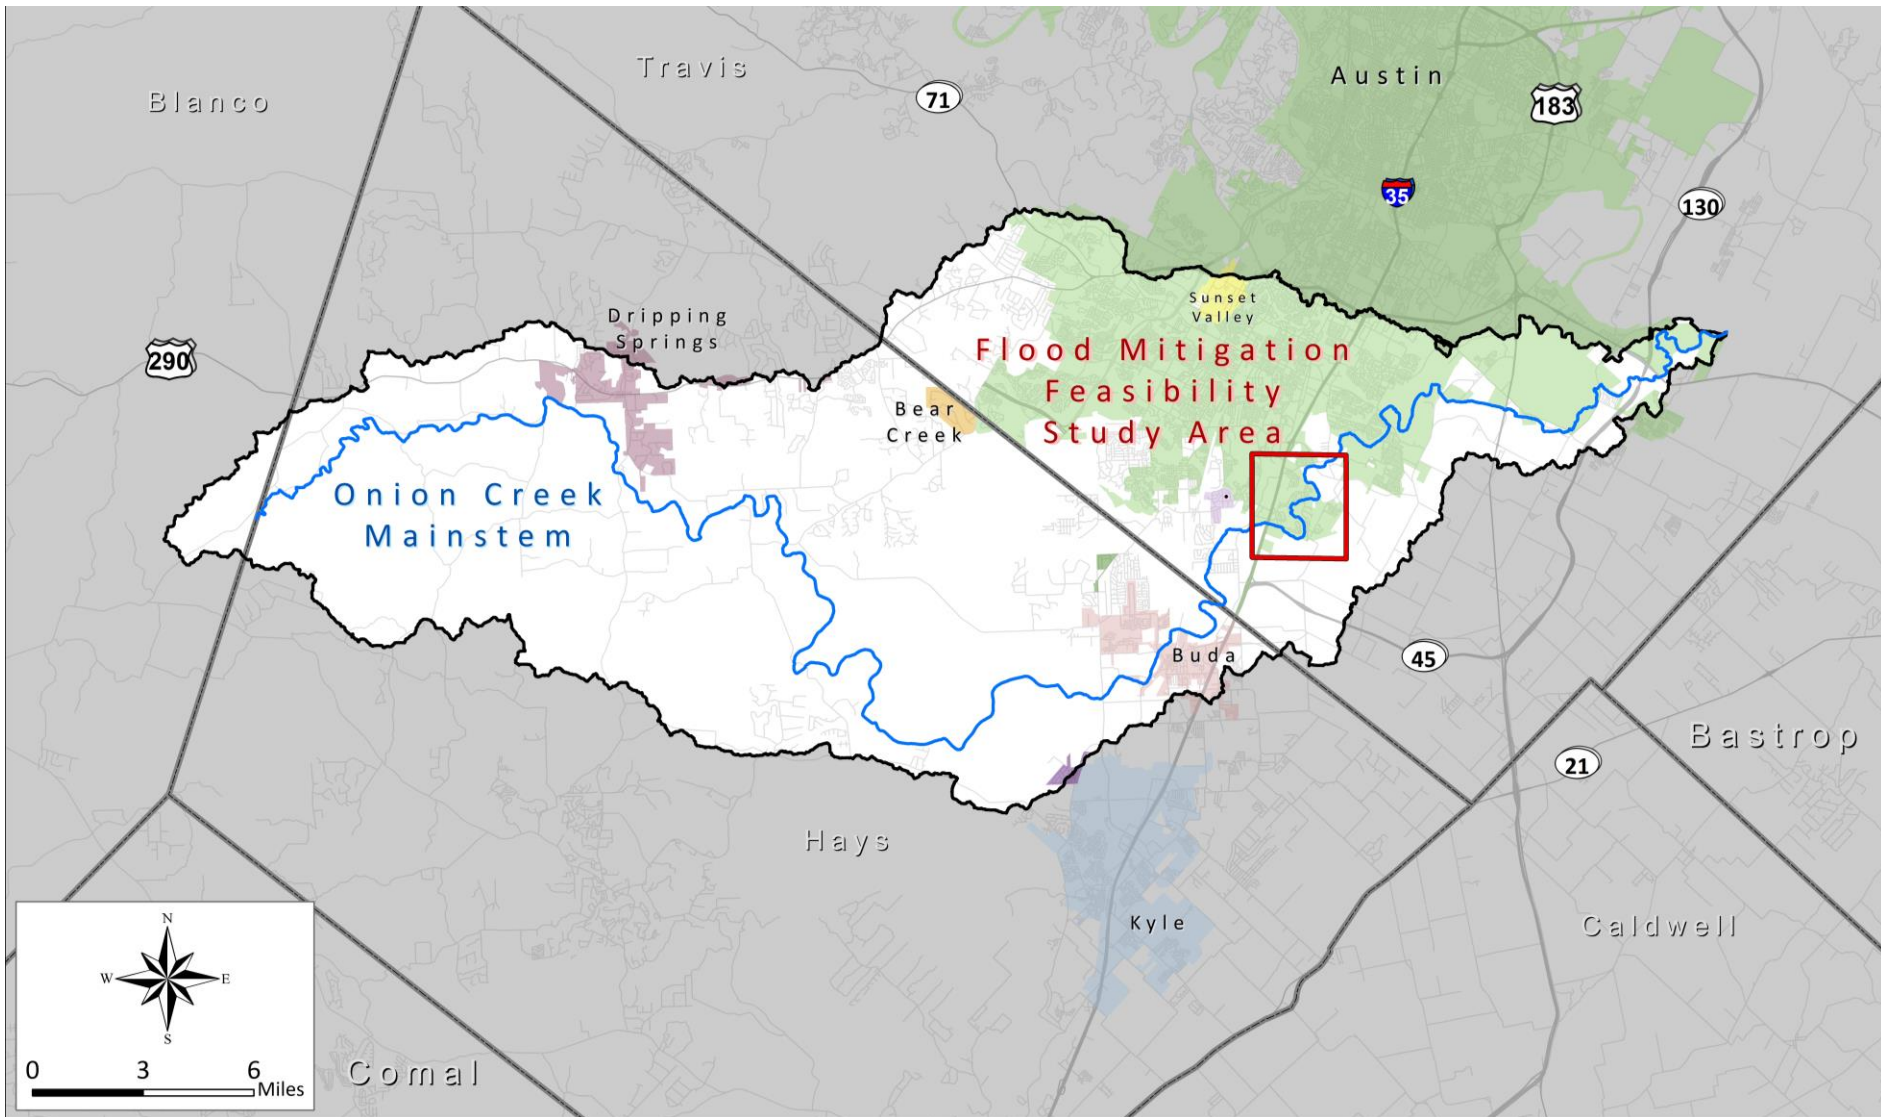 Travis
Austin
Blanco
71
183
35
130
Dripping
Springs
Sunset
Valley
290
Flood Mitigation
Feasibility
Study Area
Bear
Creek
Onion Creek
Mainstem
Buda
45
Bastrop
21
Hays
Kyle
Caldwell
N
W
E
S
0 3 6
Miles
Comal